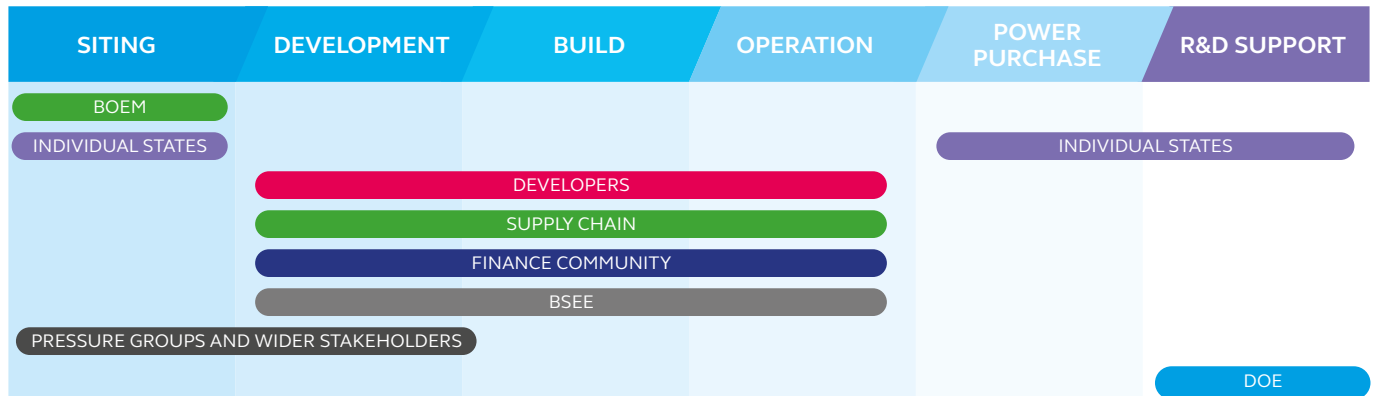 SITING
DEVELOPMENT
BUILD
OPERATION
POWER
PURCHASE
R&D SUPPORT
BOEM
INDIVIDUAL STATES
INDIVIDUAL STATES
DEVELOPERS
SUPPLY CHAIN
FINANCE COMMUNITY
BSEE
PRESSURE GROUPS AND WIDER STAKEHOLDERS
DOE